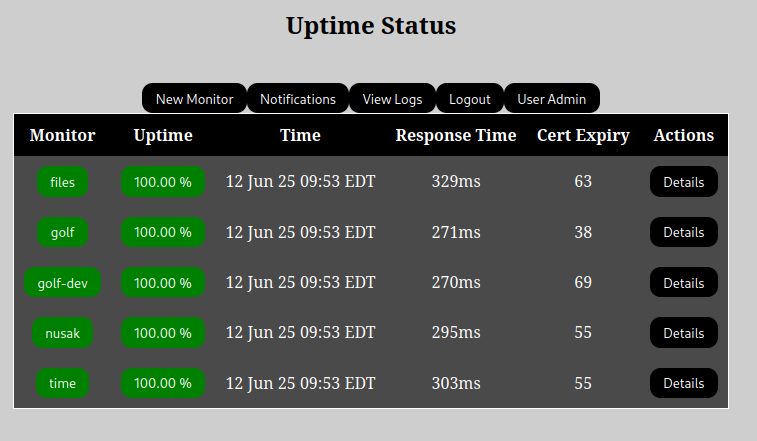 Uptime Status
New Monitor Notifications View Logs Logout User Admin
Monitor Uptime Time Response Time Cert Expiry Actions
files 100.00 % 12 Jun 25 09:53 EDT 329ms 63 Details
golf 100.00 % 12 Jun 25 09:53 EDT 271ms 38 Details
golf-dev 100.00 % 12 Jun 25 09:53 EDT 270ms 69 Details
nusak 100.00 % 12 Jun 25 09:53 EDT 295ms 55 Details
time 100.00 % 12 Jun 25 09:53 EDT 303ms 55 Details